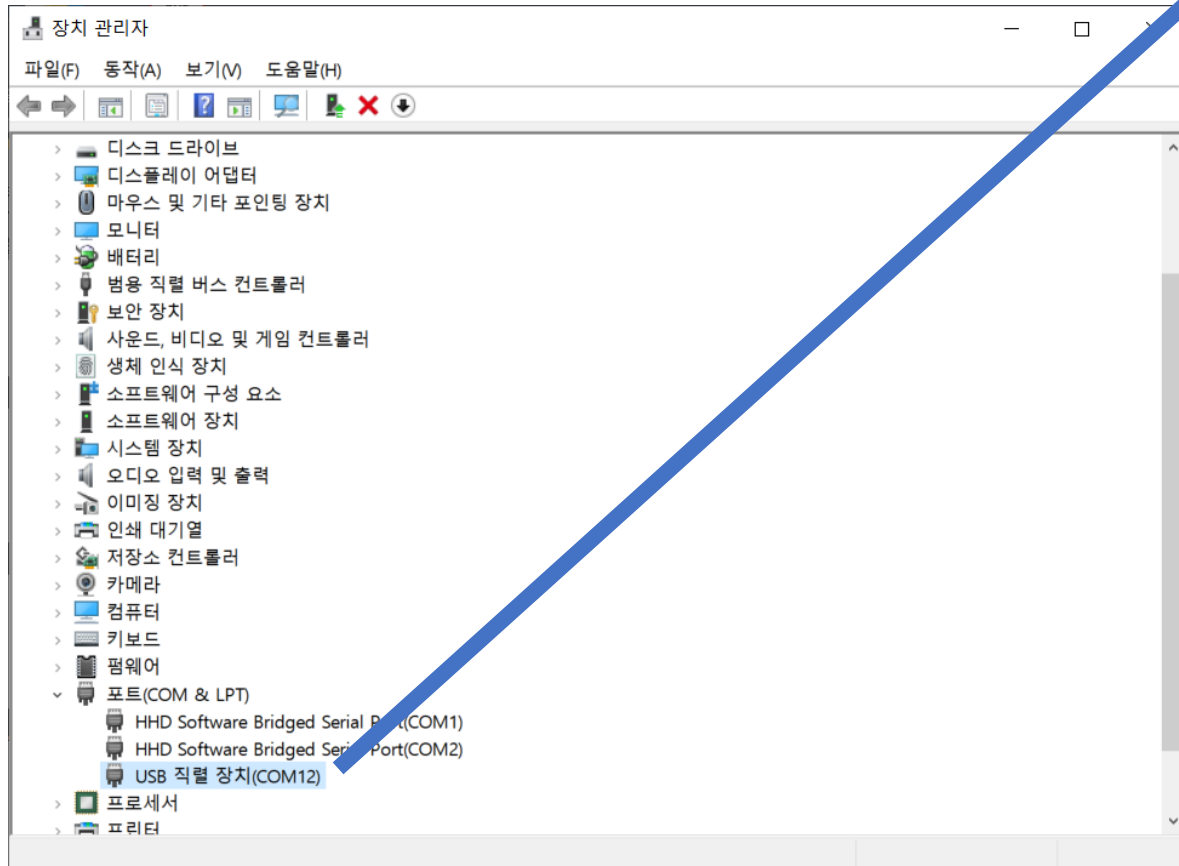 장치 관리자
파일(F) 동작(A) 보기(V) 도움말(H)
디스크 드라이브
디스플레이 어댑터
마우스 및 기타 포인팅 장치
모니터
배터리
범용 직렬 버스 컨트롤러
보안 장치
사운드, 비디오 및 게임 컨트롤러
생체 인식 장치
소프트웨어 구성 요소
소프트웨어 장치
시스템 장치
오디오 입력 및 출력
이미징 장치
인쇄 대기열
저장소 컨트롤러
카메라
컴퓨터
키보드
펌웨어
포트(COM & LPT)
HHD Software Bridged Serial Port(COM1)
HHD Software Bridged Serial Port(COM2)
USB 직렬 장치(COM12)
프로세서
프린터